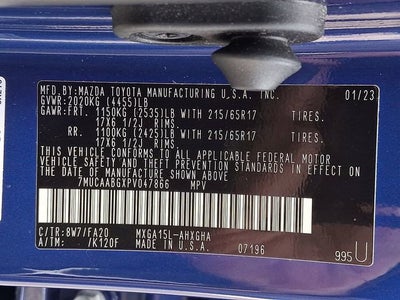 MFD.BY:MAZDA TOYOTA MANUFACTURING U.S.A. INC. 01/23
GVWR:2020KG (4455)LB
GAWR:FRT. 1150KG (2535)LB WITH 215/65R17 TIRES.
17X6 1/2J RIMS.
RR. 1100KG (2425)LB WITH 215/65R17 TIRES.
17X6 1/2J RIMS.
THIS VEHICLE CONFORMS TO ALL APPLICABLE FEDERAL MOTOR
VEHICLE SAFETY AND THEFT PREVENTION STANDARDS IN EFFECT ON
THE DATE OF MANUFACTURE SHOWN ABOVE.
7MUCAABGXPV047866 MPV
C/TR:8W7/FA20 MXGA15L-AHXGHA
A/TM: /K120F MADE IN U.S.A. 07196 995U